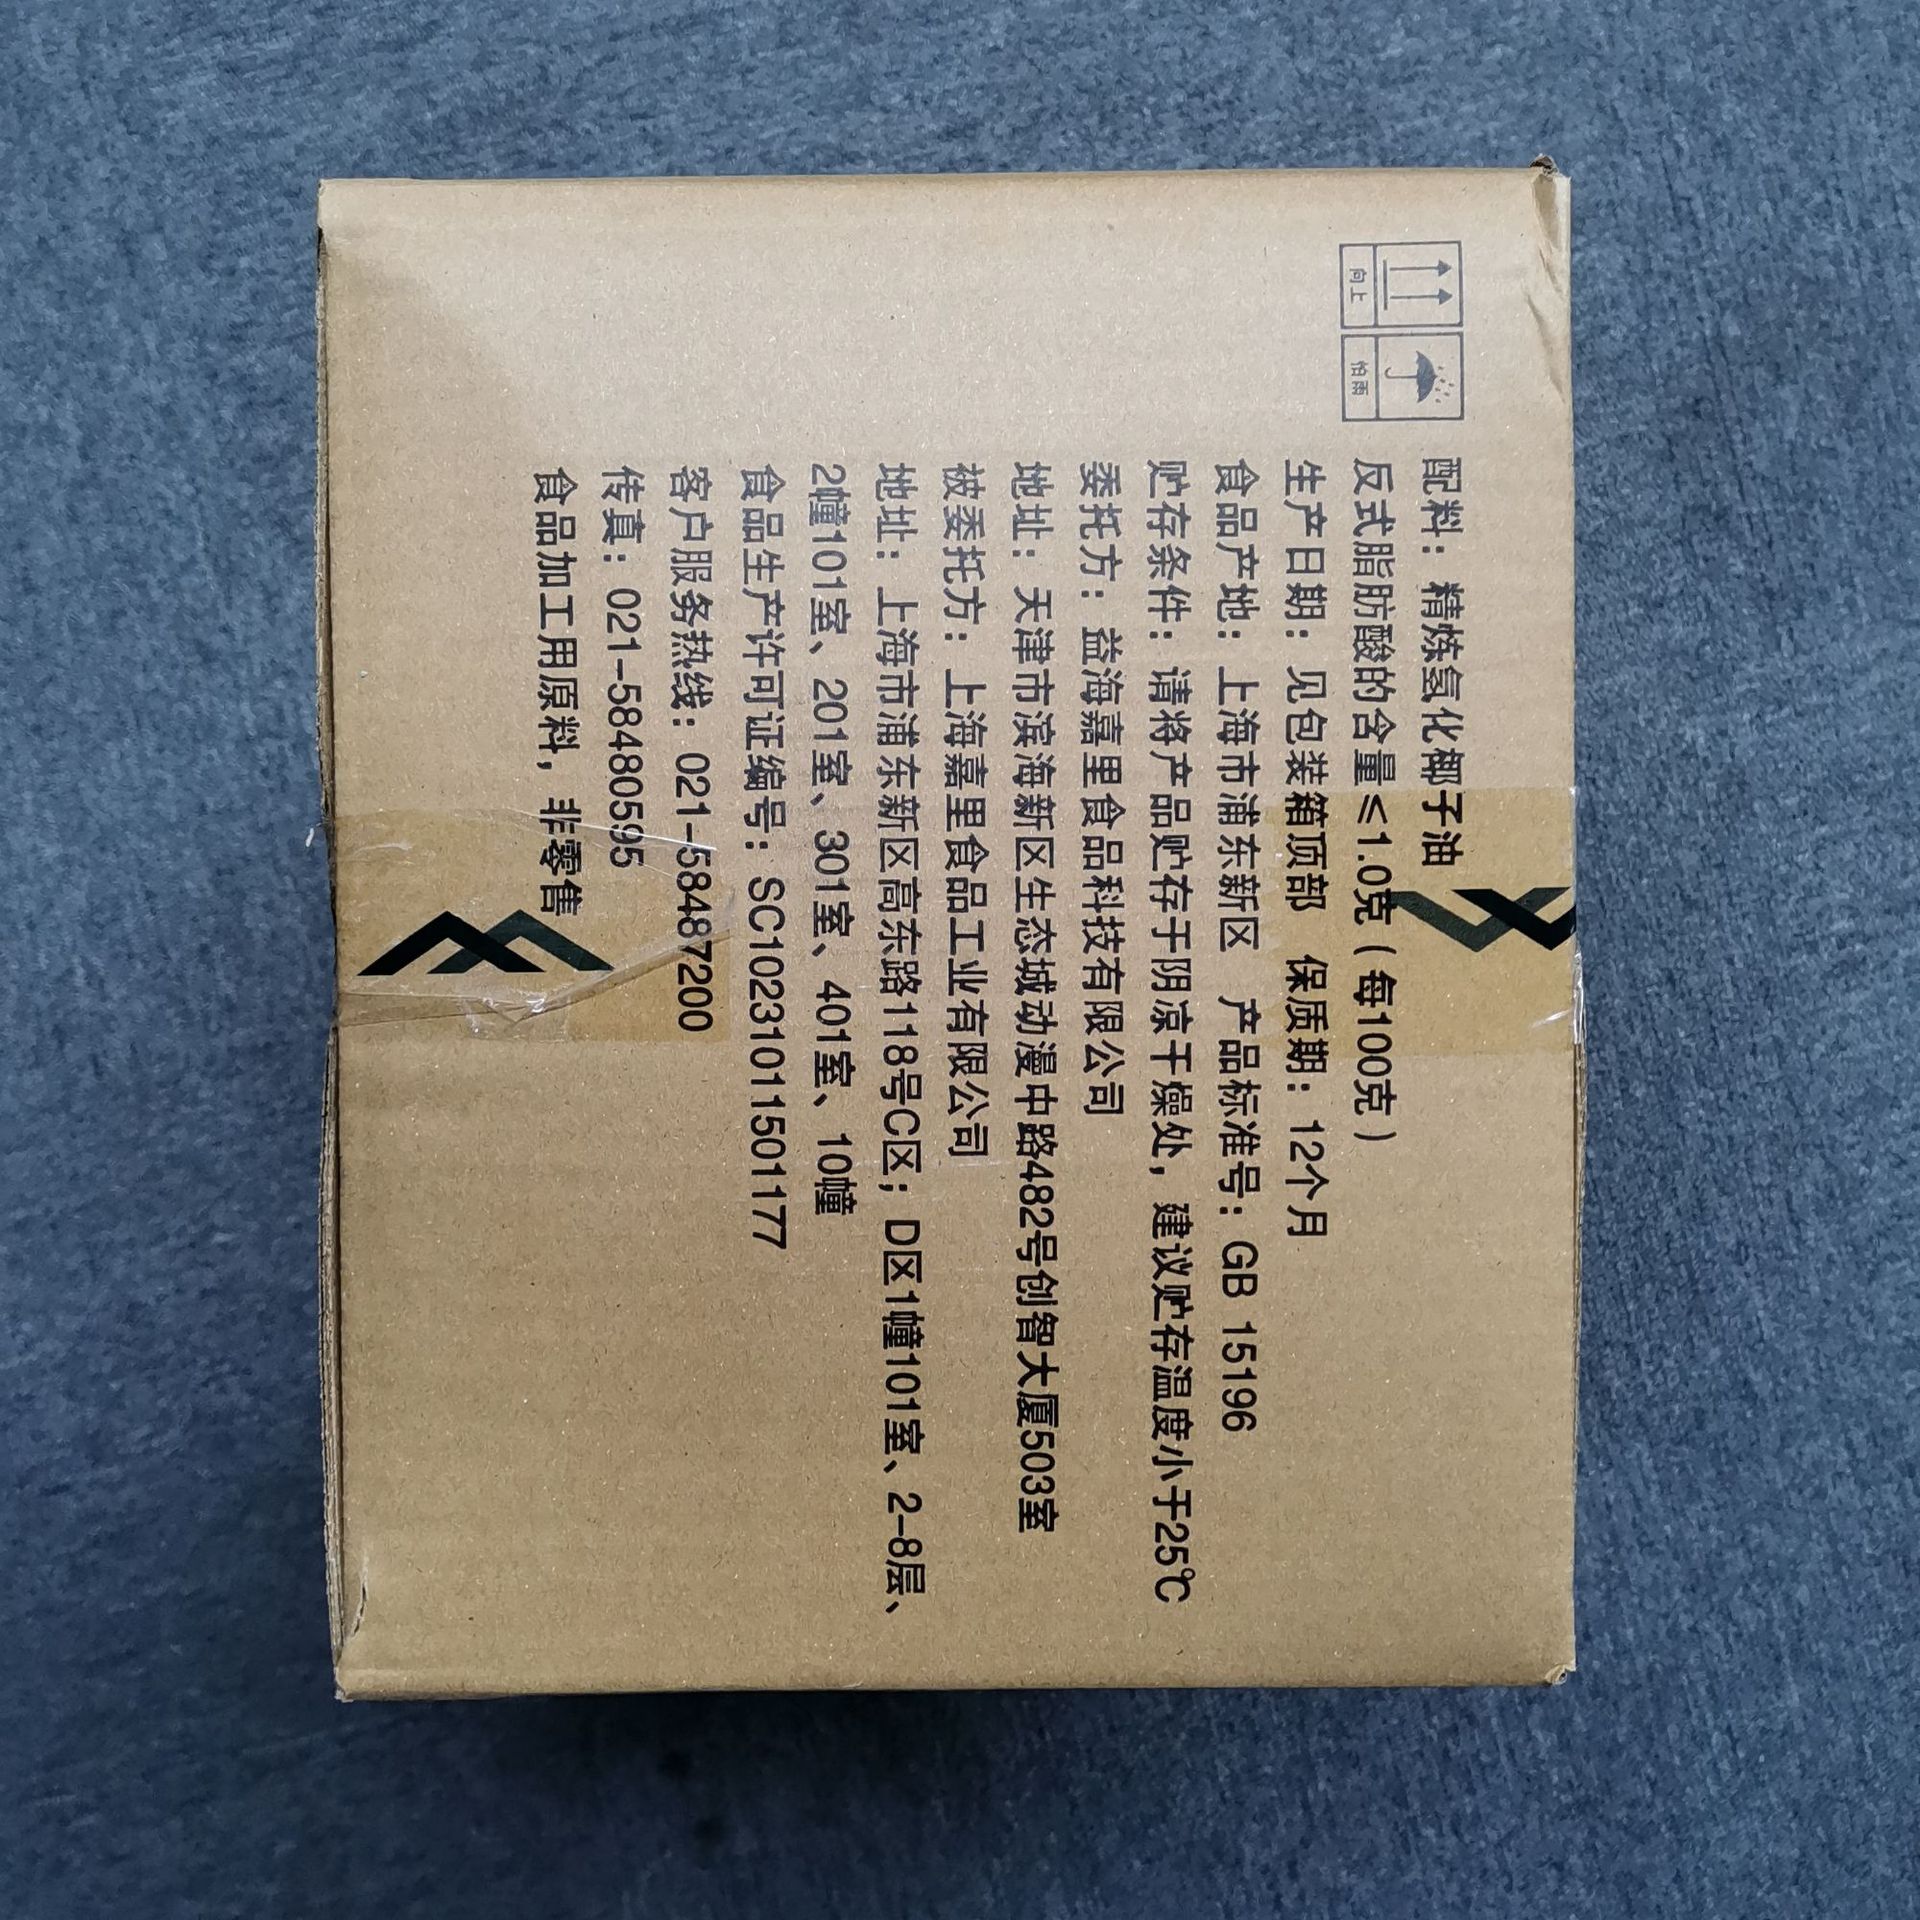 向上
怕雨
配料：精炼氢化椰子油
反式脂肪酸的含量≤1.0克（每100克）
生产日期：见包装箱顶部 保质期：12个月
食品产地：上海市浦东新区 产品标准号：GB 15196
贮存条件：请将产品贮存于阴凉干燥处，建议贮存温度小于25℃
委托方：益海嘉里食品科技有限公司
地址：天津市滨海新区生态城动漫中路482号创智大厦503室
被委托方：上海嘉里食品工业有限公司
地址：上海市浦东新区高东路118号C区；D区1幢101室、2-8层、
2幢101室、201室、301室、401室、10幢
食品生产许可证编号：SC10231011501177
客户服务热线：021-58487200
传真：021-58480595
食品加工用原料，非零售